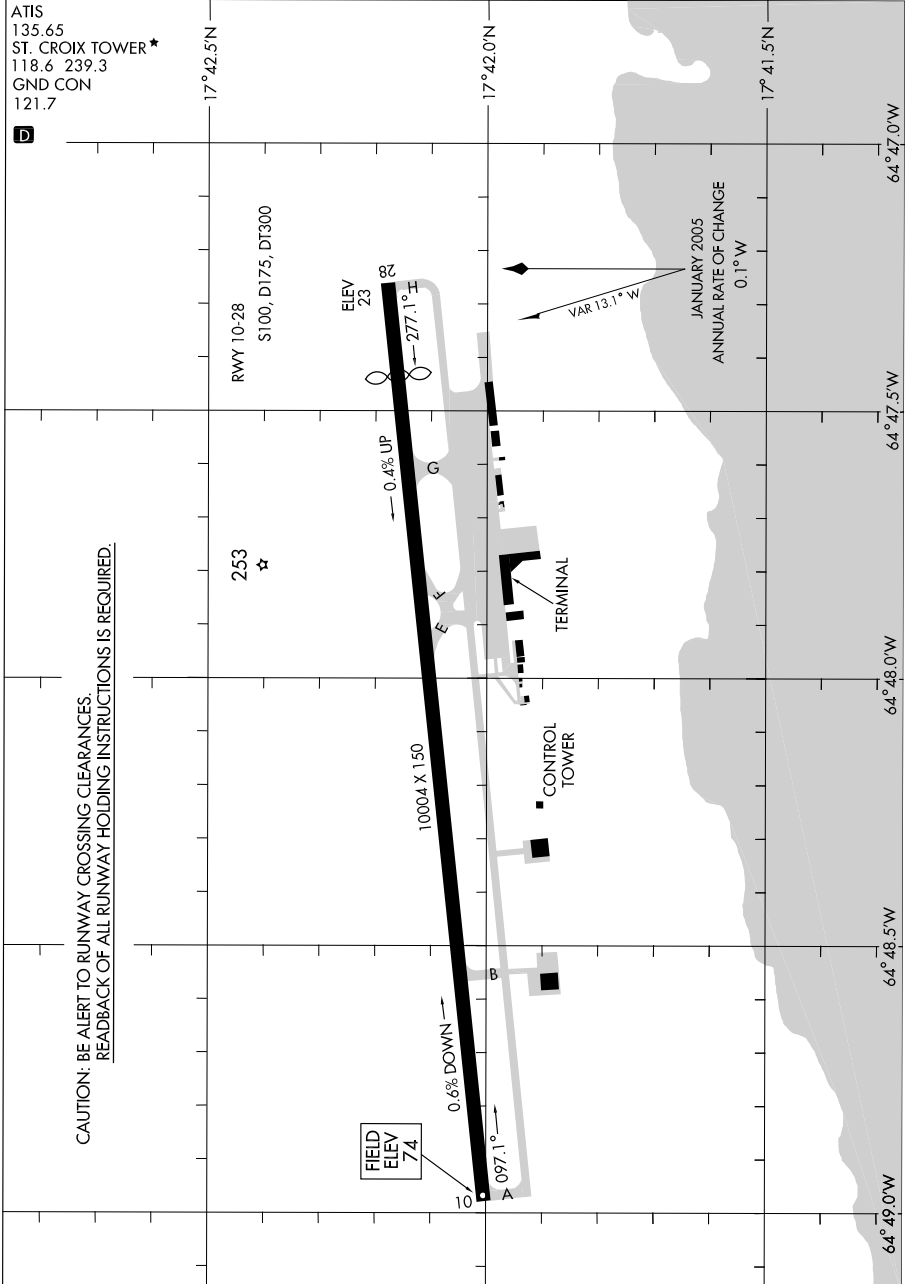 ATIS
135.65
ST. CROIX TOWER★
118.6 239.3
GND CON
121.7
D
CAUTION: BE ALERT TO RUNWAY CROSSING CLEARANCES.
READBACK OF ALL RUNWAY HOLDING INSTRUCTIONS IS REQUIRED.
17°42.5'N
17°42.0'N
17°41.5'N
64°47.0'W
64°47.5'W
64°48.0'W
64°48.5'W
64°49.0'W
RWY 10-28
S100, D175, DT300
253
ELEV
23
28
H
277.1°
0.4% UP
G
F
E
10004 X 150
B
0.6% DOWN
FIELD
ELEV
74
10
097.1°
A
TERMINAL
CONTROL
TOWER
VAR 13.1° W
JANUARY 2005
ANNUAL RATE OF CHANGE
0.1° W